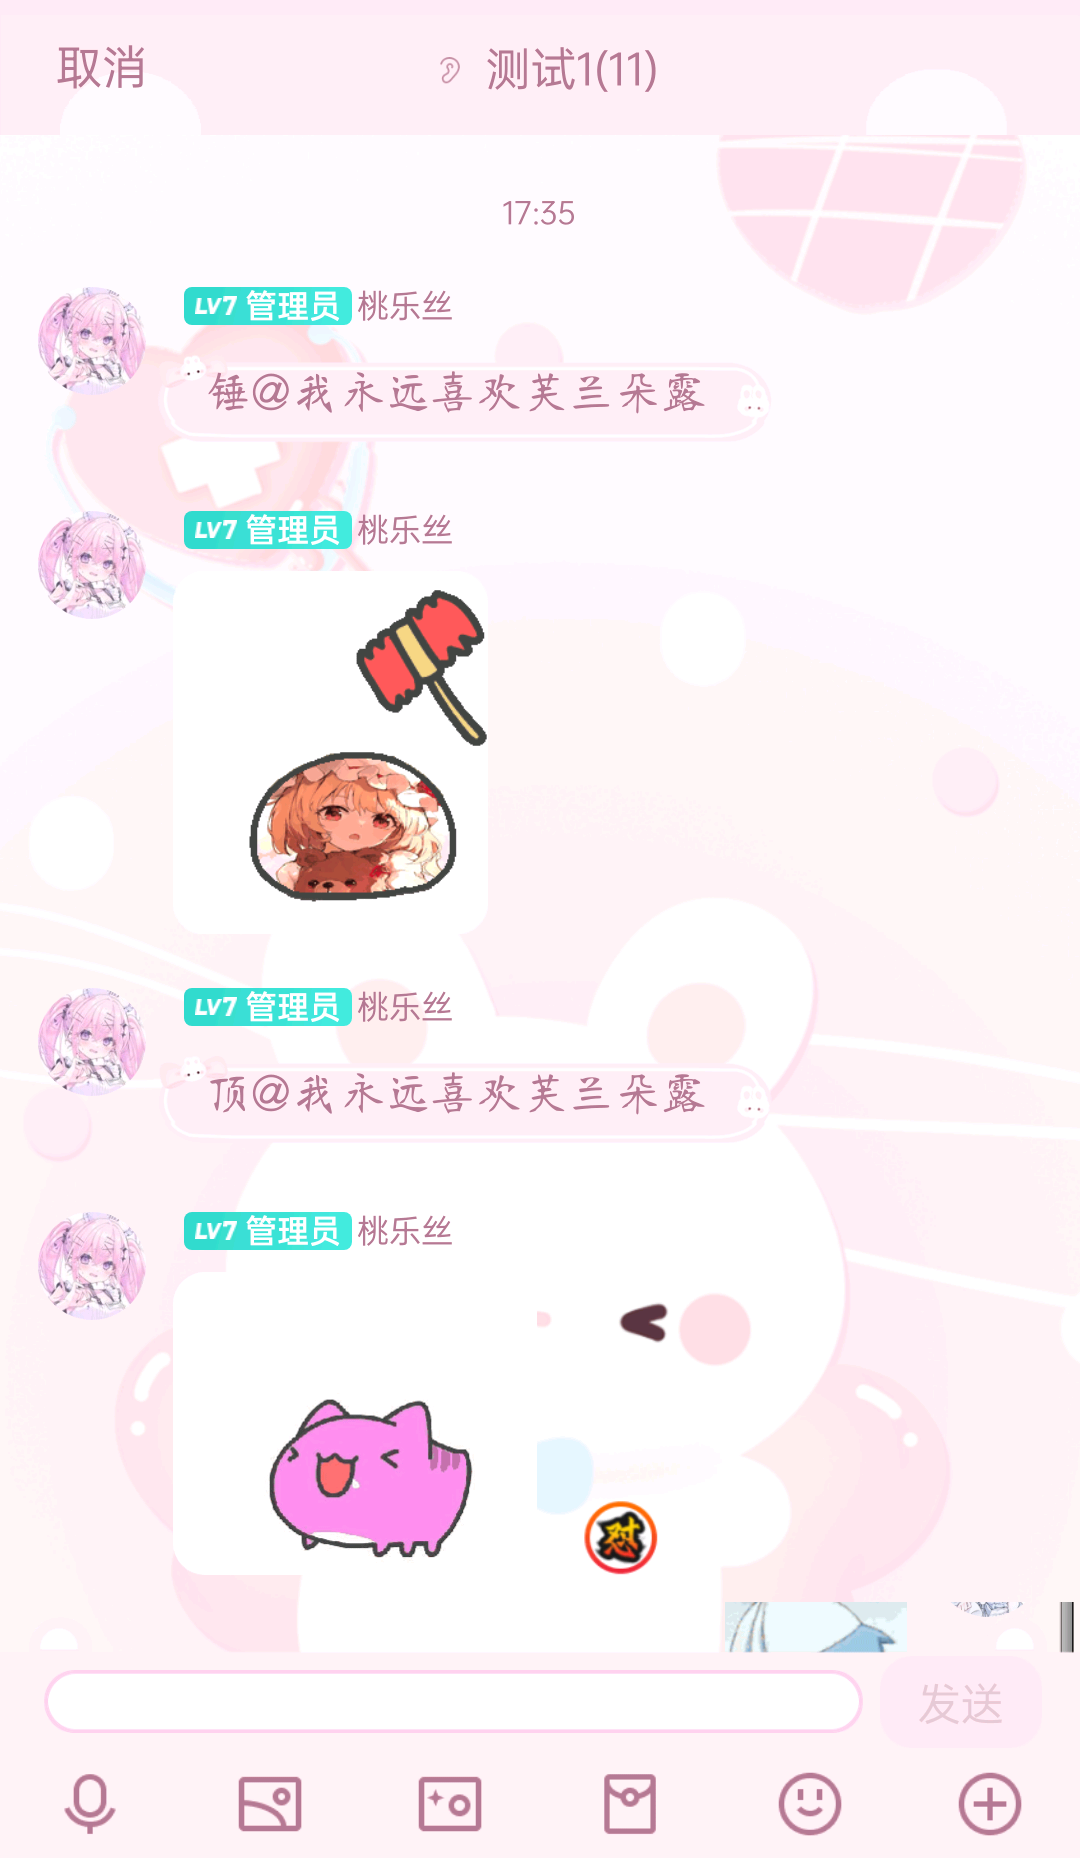 取消
测试1(11)
17:35
LV7 管理员 桃乐丝
锤@我永远喜欢芙兰朵露
LV7 管理员 桃乐丝
LV7 管理员 桃乐丝
顶@我永远喜欢芙兰朵露
LV7 管理员 桃乐丝
怼
发送